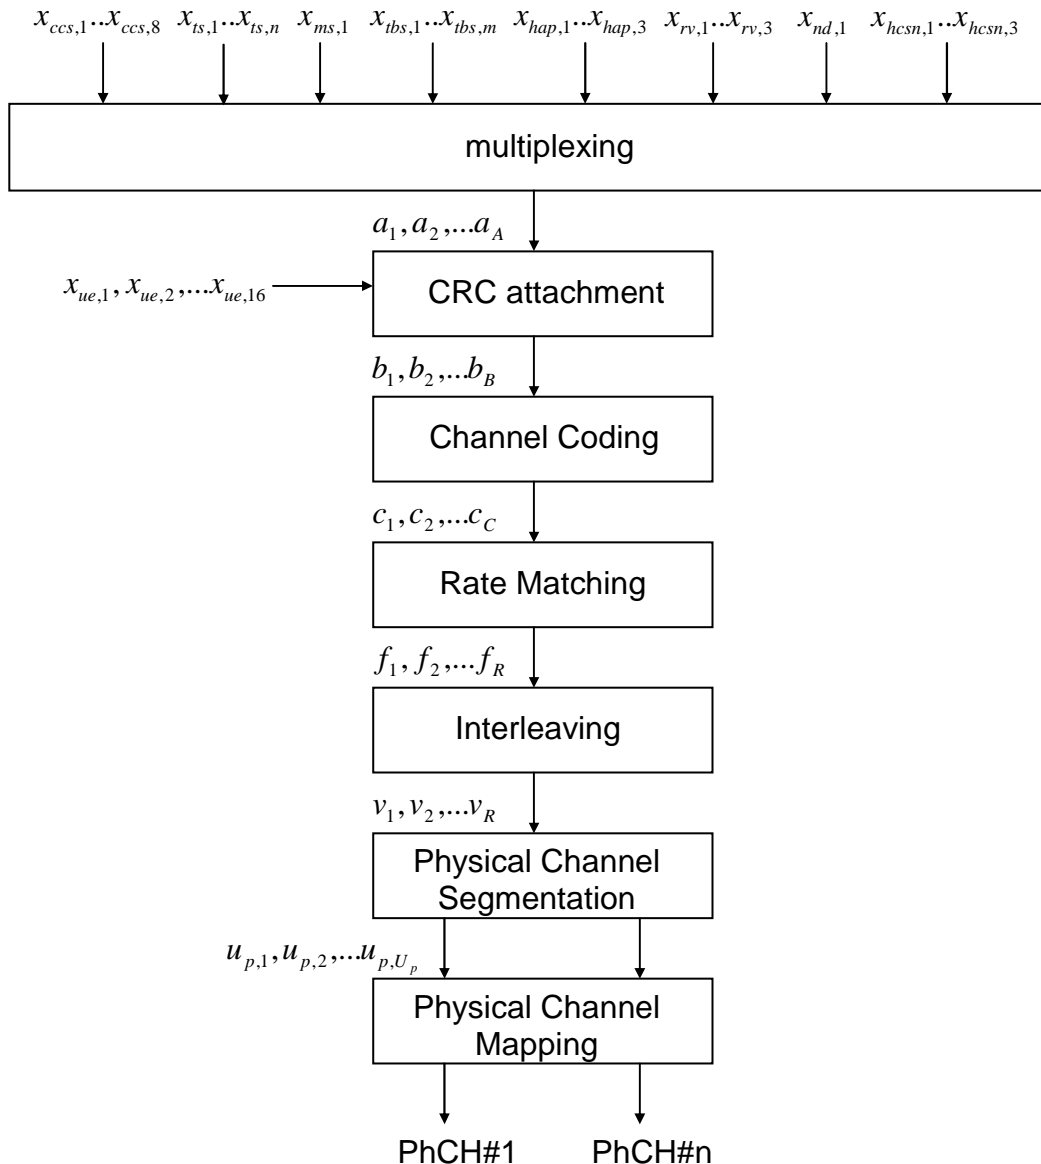 x_{ccs,1}..x_{ccs,8} x_{ts,1}..x_{ts,n} x_{ms,1} x_{tbs,1}..x_{tbs,m} x_{hap,1}..x_{hap,3} x_{rv,1}..x_{rv,3} x_{nd,1} x_{hcsn,1}..x_{hcsn,3}
multiplexing
a_1, a_2,...a_A
x_{ue,1}, x_{ue,2},...x_{ue,16}
CRC attachment
b_1, b_2,...b_B
Channel Coding
c_1, c_2,...c_C
Rate Matching
f_1, f_2,...f_R
Interleaving
v_1, v_2,...v_R
Physical Channel
Segmentation
u_{p,1}, u_{p,2},...u_{p,U_p}
Physical Channel
Mapping
PhCH#1 PhCH#n